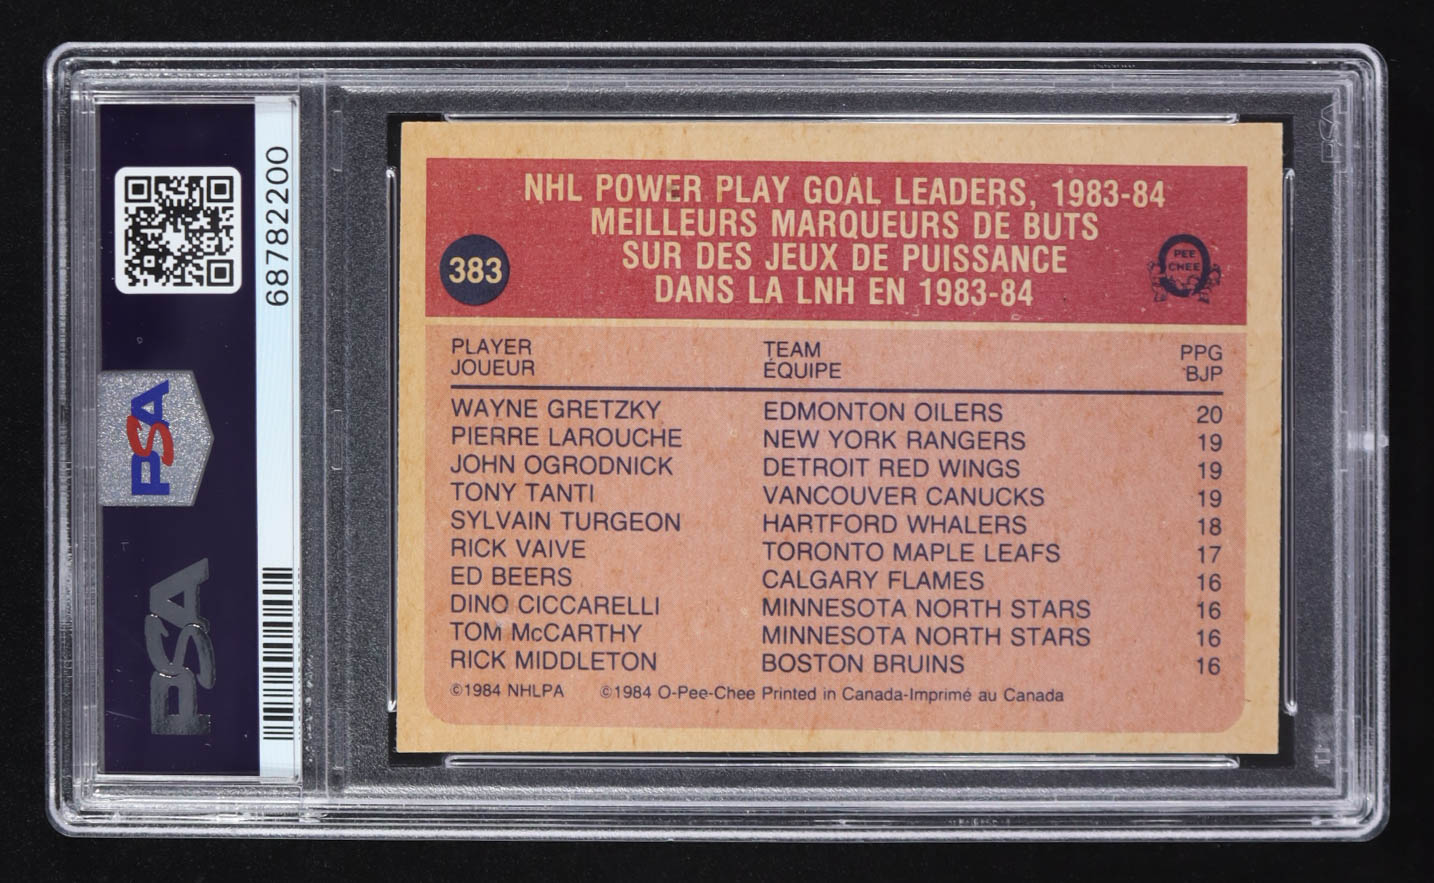 68782200
PSA
PSA
NHL POWER PLAY GOAL LEADERS, 1983-84
MEILLEURS MARQUEURS DE BUTS
SUR DES JEUX DE PUISSANCE
DANS LA LNH EN 1983-84
383
O
PEE
CHEE
PLAYER TEAM PPG
JOUEUR ÉQUIPE BJP
WAYNE GRETZKY EDMONTON OILERS 20
PIERRE LAROUCHE NEW YORK RANGERS 19
JOHN OGRODNICK DETROIT RED WINGS 19
TONY TANTI VANCOUVER CANUCKS 19
SYLVAIN TURGEON HARTFORD WHALERS 18
RICK VAIVE TORONTO MAPLE LEAFS 17
ED BEERS CALGARY FLAMES 16
DINO CICCARELLI MINNESOTA NORTH STARS 16
TOM McCARTHY MINNESOTA NORTH STARS 16
RICK MIDDLETON BOSTON BRUINS 16
©1984 NHLPA ©1984 O-Pee-Chee Printed in Canada-Imprimé au Canada
PSA